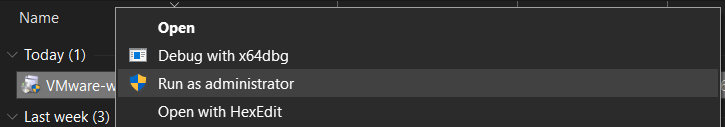 Name
Open
Today (1)
Debug with x64dbg
VMware-w
Run as administrator
Open with HexEdit
Last week (3)